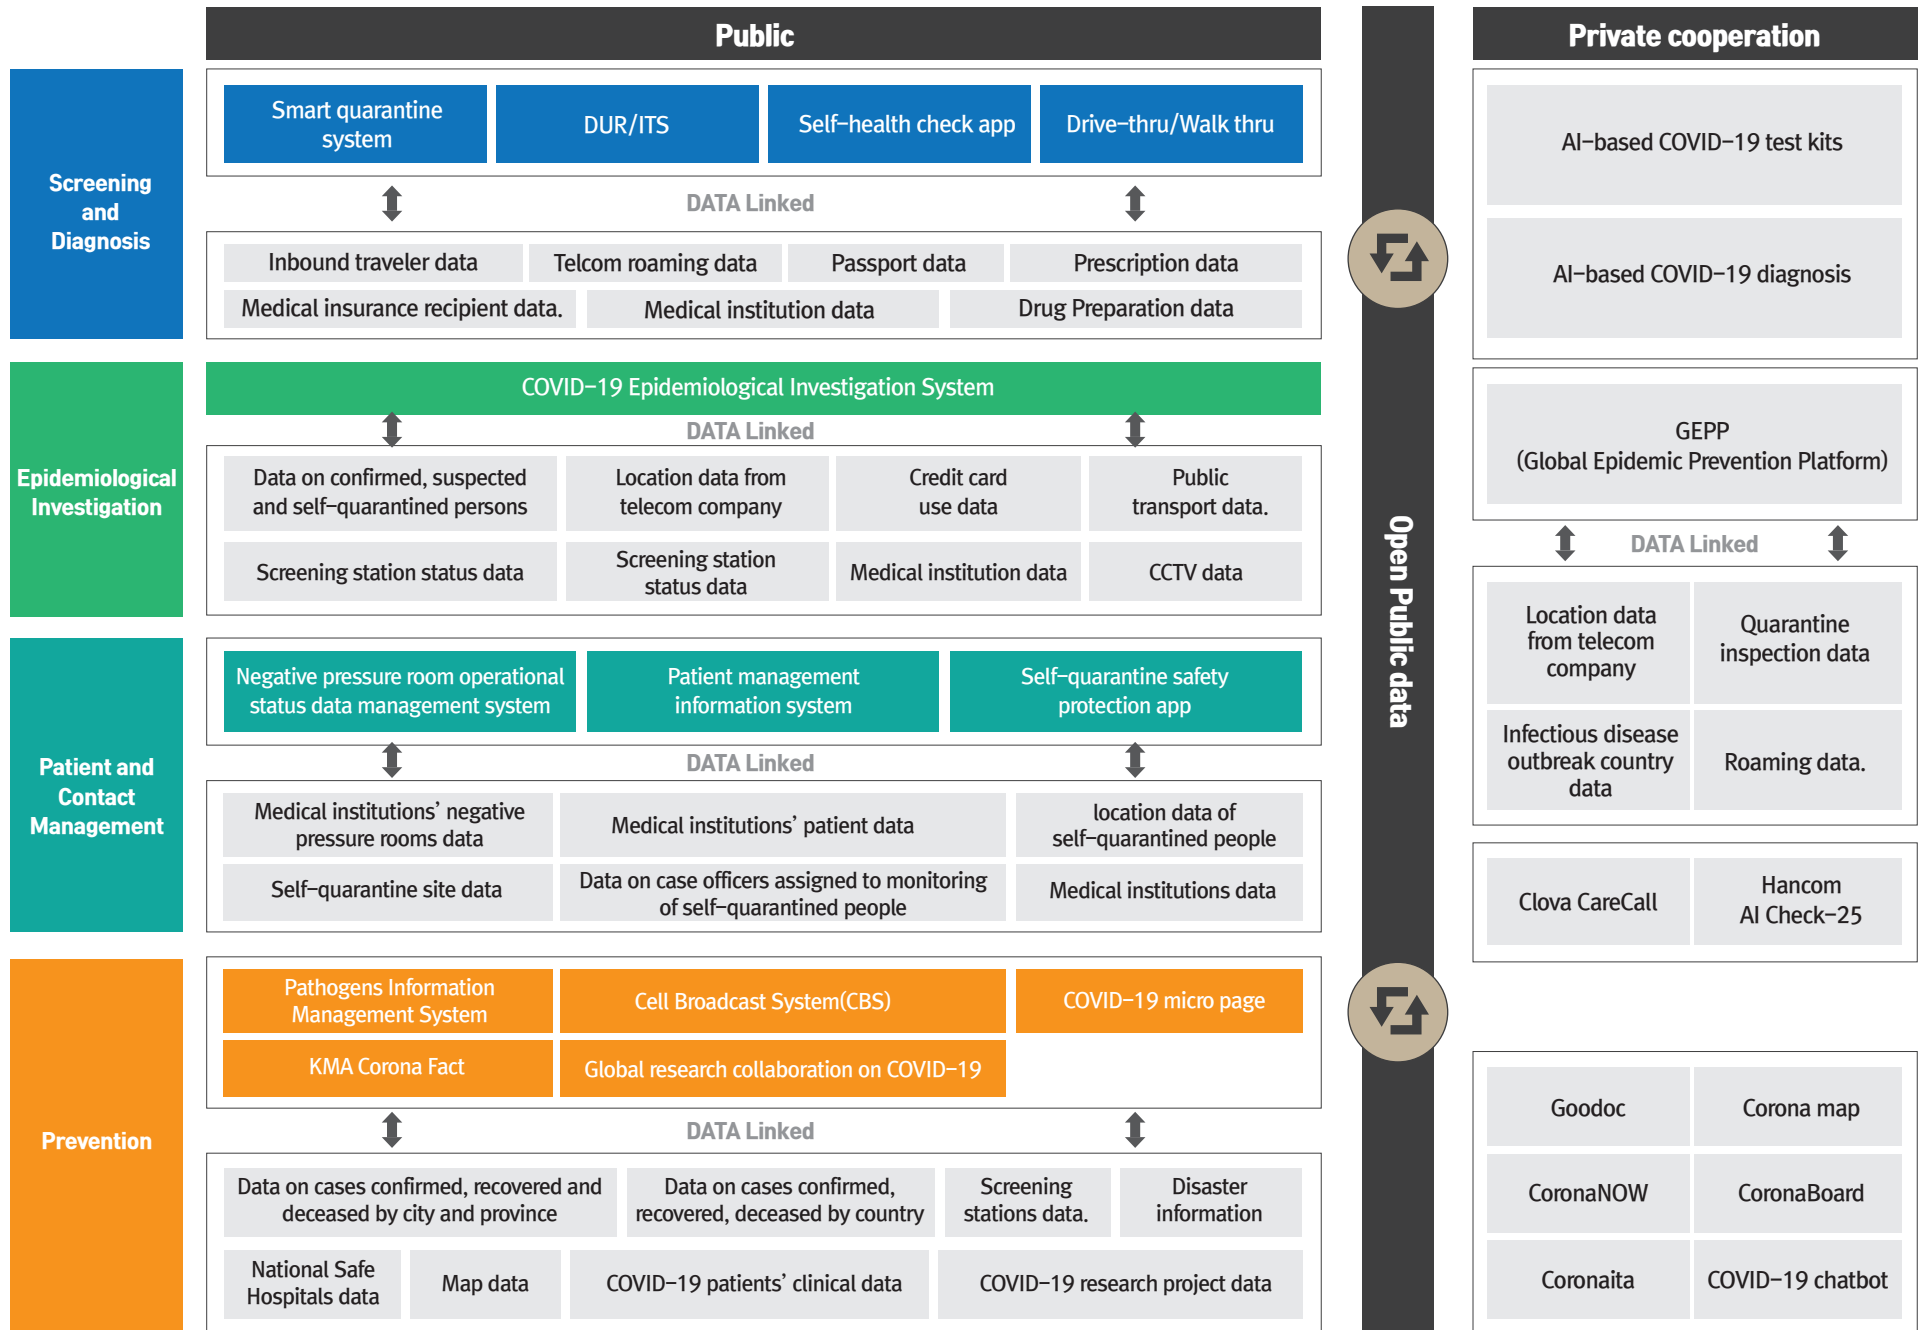 Public
Private cooperation
Screening
and
Diagnosis
Smart quarantine
system
DUR/ITS
Self-health check app
Drive-thru/Walk thru
DATA Linked
Inbound traveler data
Telcom roaming data
Passport data
Prescription data
Medical insurance recipient data.
Medical institution data
Drug Preparation data
AI-based COVID-19 test kits
AI-based COVID-19 diagnosis
Epidemiological
Investigation
COVID-19 Epidemiological Investigation System
DATA Linked
Data on confirmed, suspected
and self-quarantined persons
Location data from
telecom company
Credit card
use data
Public
transport data.
Screening station status data
Screening station
status data
Medical institution data
CCTV data
GEPP
(Global Epidemic Prevention Platform)
DATA Linked
Location data
from telecom
company
Quarantine
inspection data
Infectious disease
outbreak country
data
Roaming data.
Open Public data
Patient and
Contact
Management
Negative pressure room operational
status data management system
Patient management
information system
Self-quarantine safety
protection app
DATA Linked
Medical institutions' negative
pressure rooms data
Medical institutions' patient data
location data of
self-quarantined people
Self-quarantine site data
Data on case officers assigned to monitoring
of self-quarantined people
Medical institutions data
Clova CareCall
Hancom
AI Check-25
Prevention
Pathogens Information
Management System
Cell Broadcast System(CBS)
COVID-19 micro page
KMA Corona Fact
Global research collaboration on COVID-19
DATA Linked
Data on cases confirmed, recovered and
deceased by city and province
Data on cases confirmed,
recovered, deceased by country
Screening
stations data.
Disaster
information
National Safe
Hospitals data
Map data
COVID-19 patients' clinical data
COVID-19 research project data
Goodoc
Corona map
CoronaNOW
CoronaBoard
Coronaita
COVID-19 chatbot